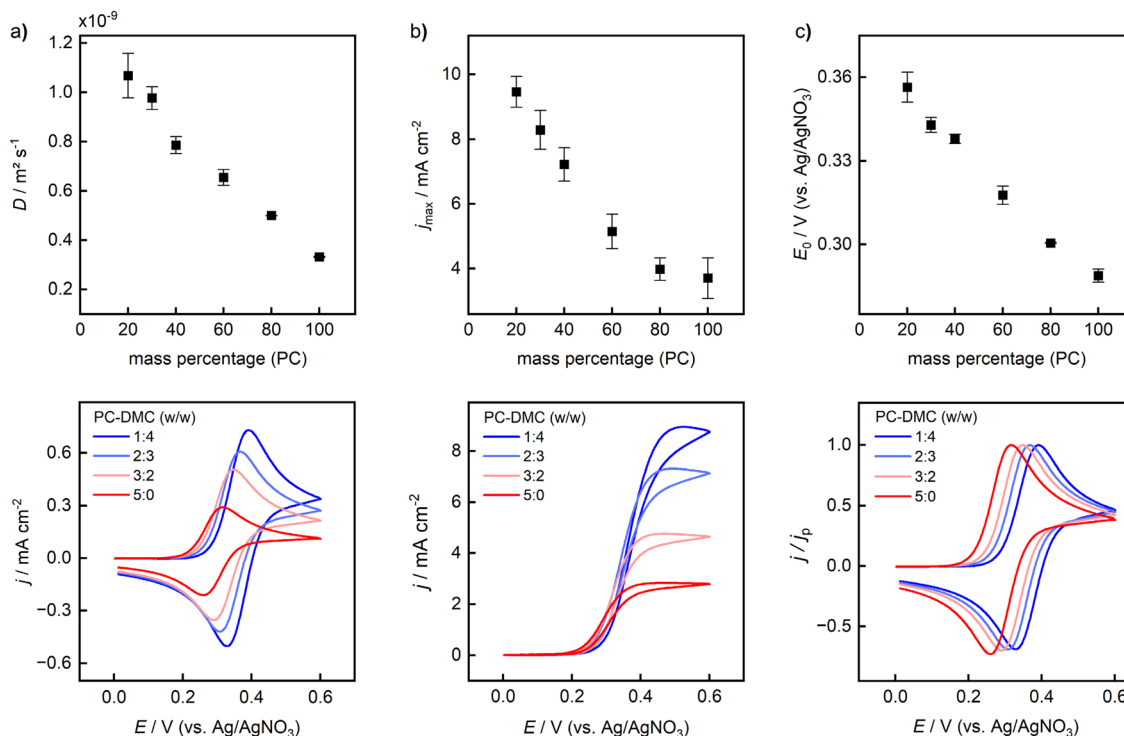 a)
×10⁻⁹
1.2
1.0
0.8
0.6
0.4
0.2
D / m² s⁻¹
0 20 40 60 80 100
mass percentage (PC)
b)
10
8
6
4
j_max / mA cm⁻²
0 20 40 60 80 100
mass percentage (PC)
c)
0.36
0.33
0.30
E₀ / V (vs. Ag/AgNO₃)
0 20 40 60 80 100
mass percentage (PC)
PC-DMC (w/w)
1:4
2:3
3:2
5:0
0.6
0.3
0.0
−0.3
−0.6
j / mA cm⁻²
0.0 0.2 0.4 0.6
E / V (vs. Ag/AgNO₃)
PC-DMC (w/w)
1:4
2:3
3:2
5:0
8
6
4
2
0
j / mA cm⁻²
0.0 0.2 0.4 0.6
E / V (vs. Ag/AgNO₃)
PC-DMC (w/w)
1:4
2:3
3:2
5:0
1.0
0.5
0.0
−0.5
j / j_p
0.0 0.2 0.4 0.6
E / V (vs. Ag/AgNO₃)